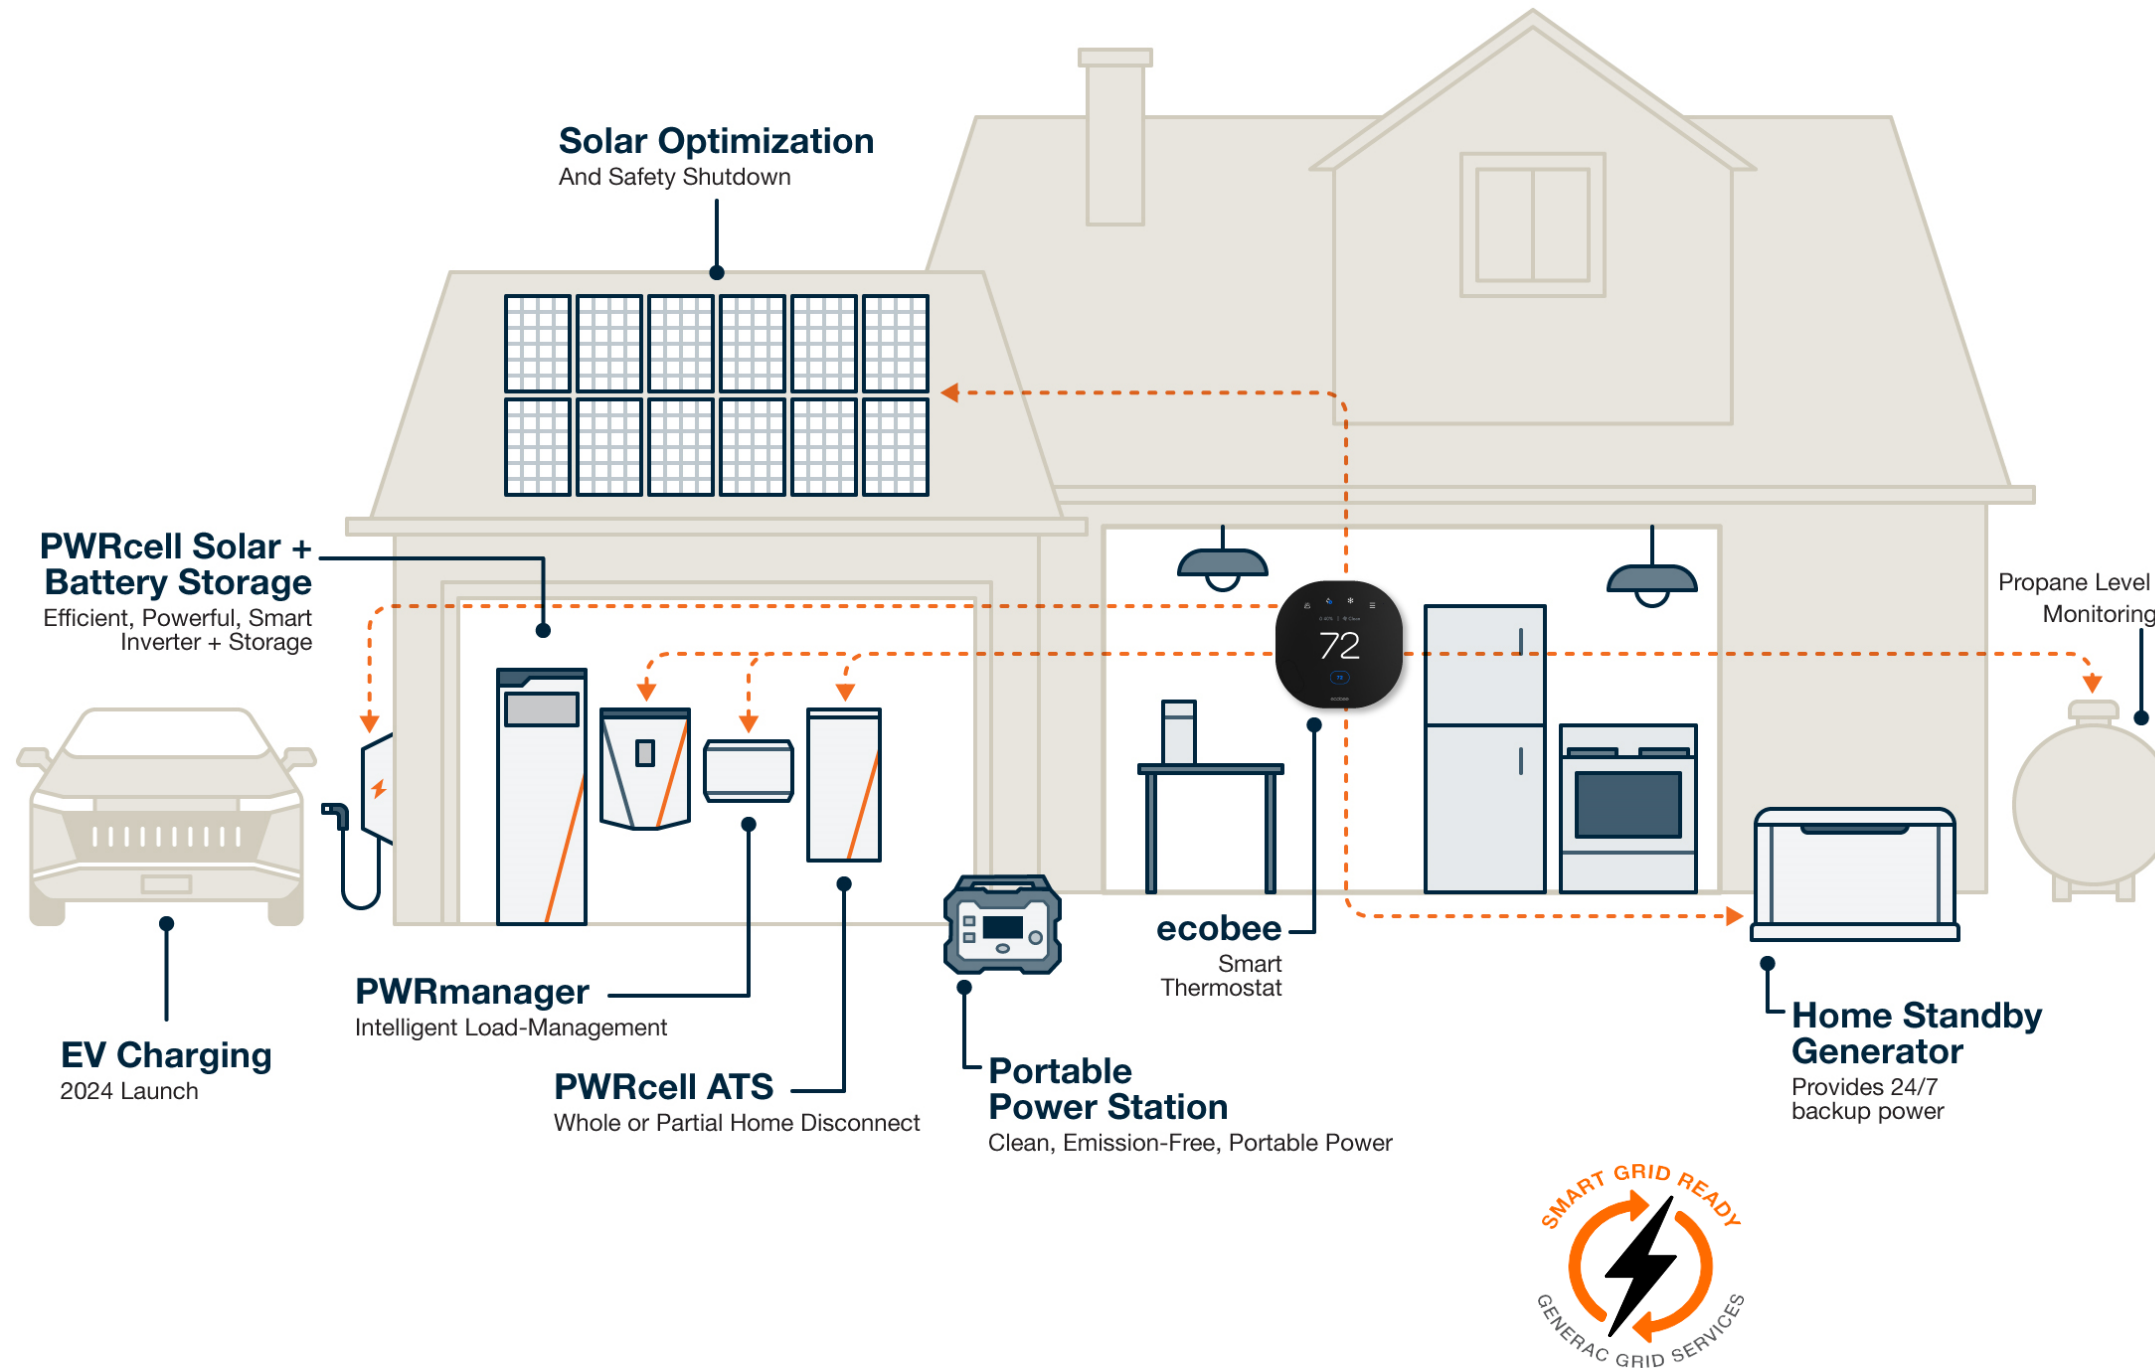 Solar Optimization
And Safety Shutdown
PWRcell Solar +
Battery Storage
Efficient, Powerful, Smart
Inverter + Storage
Propane Level
Monitoring
72
ecobee
Smart
Thermostat
PWRmanager
Intelligent Load-Management
EV Charging
2024 Launch
PWRcell ATS
Whole or Partial Home Disconnect
Portable
Power Station
Clean, Emission-Free, Portable Power
Home Standby
Generator
Provides 24/7
backup power
SMART GRID READY
GENERAC GRID SERVICES